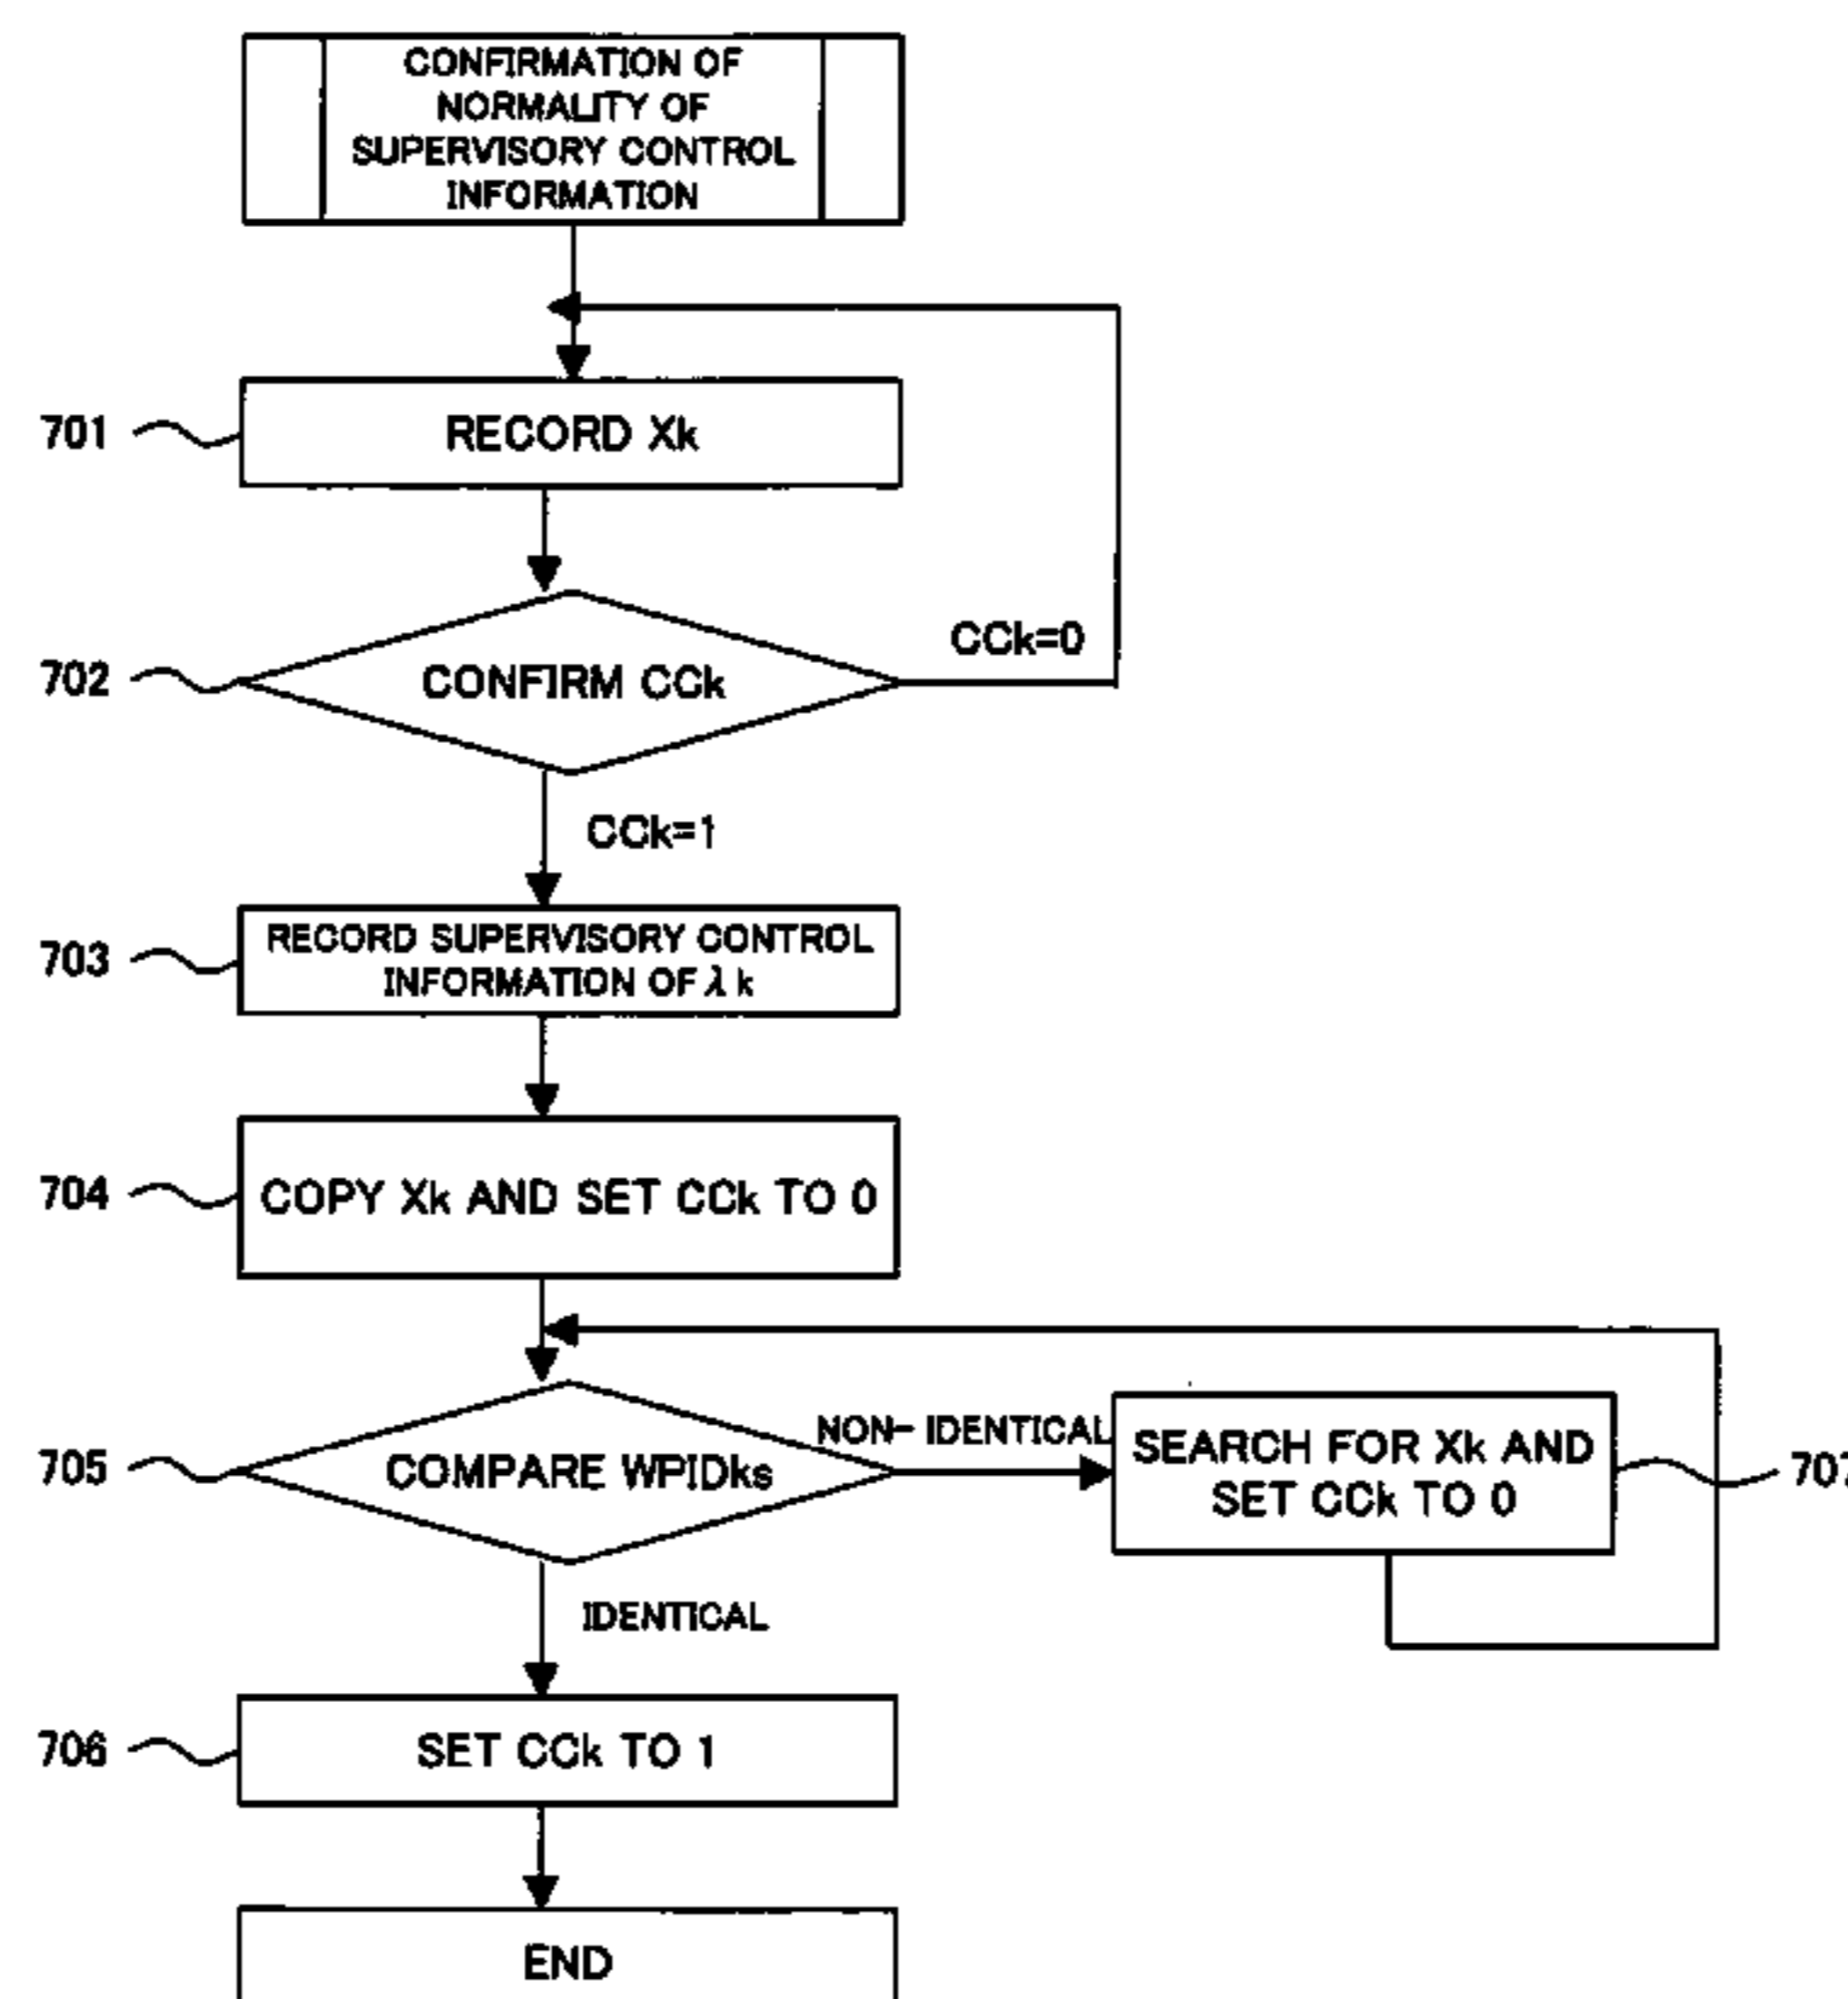 CONFIRMATION OF
NORMALITY OF
SUPERVISORY CONTROL
INFORMATION
701
RECORD Xk
702
CONFIRM CCk
CCk=0
CCk=1
703
RECORD SUPERVISORY CONTROL
INFORMATION OF λk
704
COPY Xk AND SET CCk TO 0
705
COMPARE WPIDks
NON-IDENTICAL
SEARCH FOR Xk AND
SET CCk TO 0
707
IDENTICAL
706
SET CCk TO 1
END